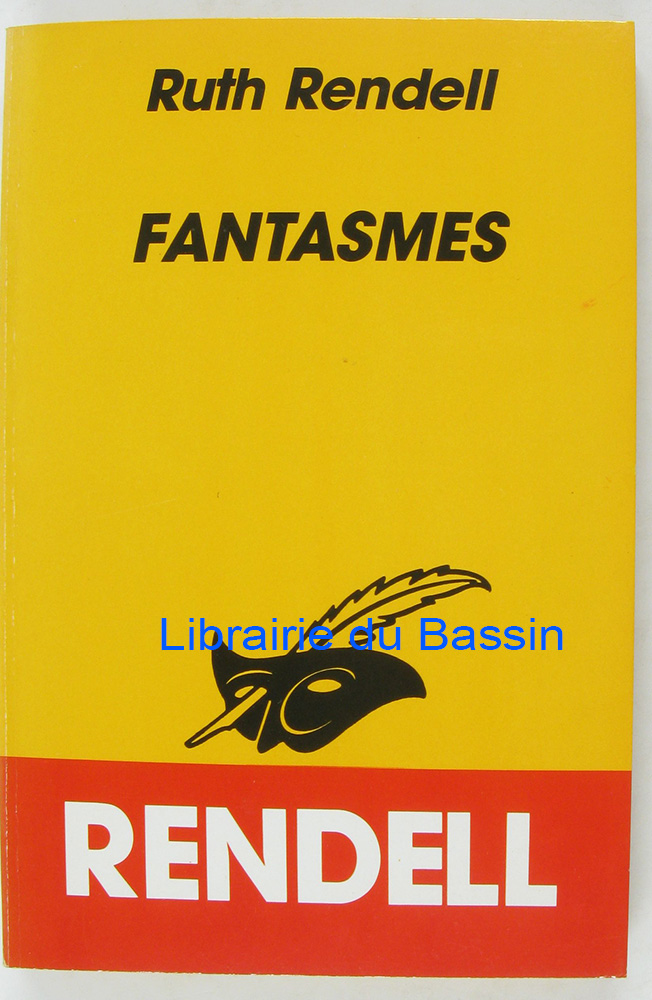 Ruth Rendell
FANTASMES
Librairie du Bassin
RENDELL